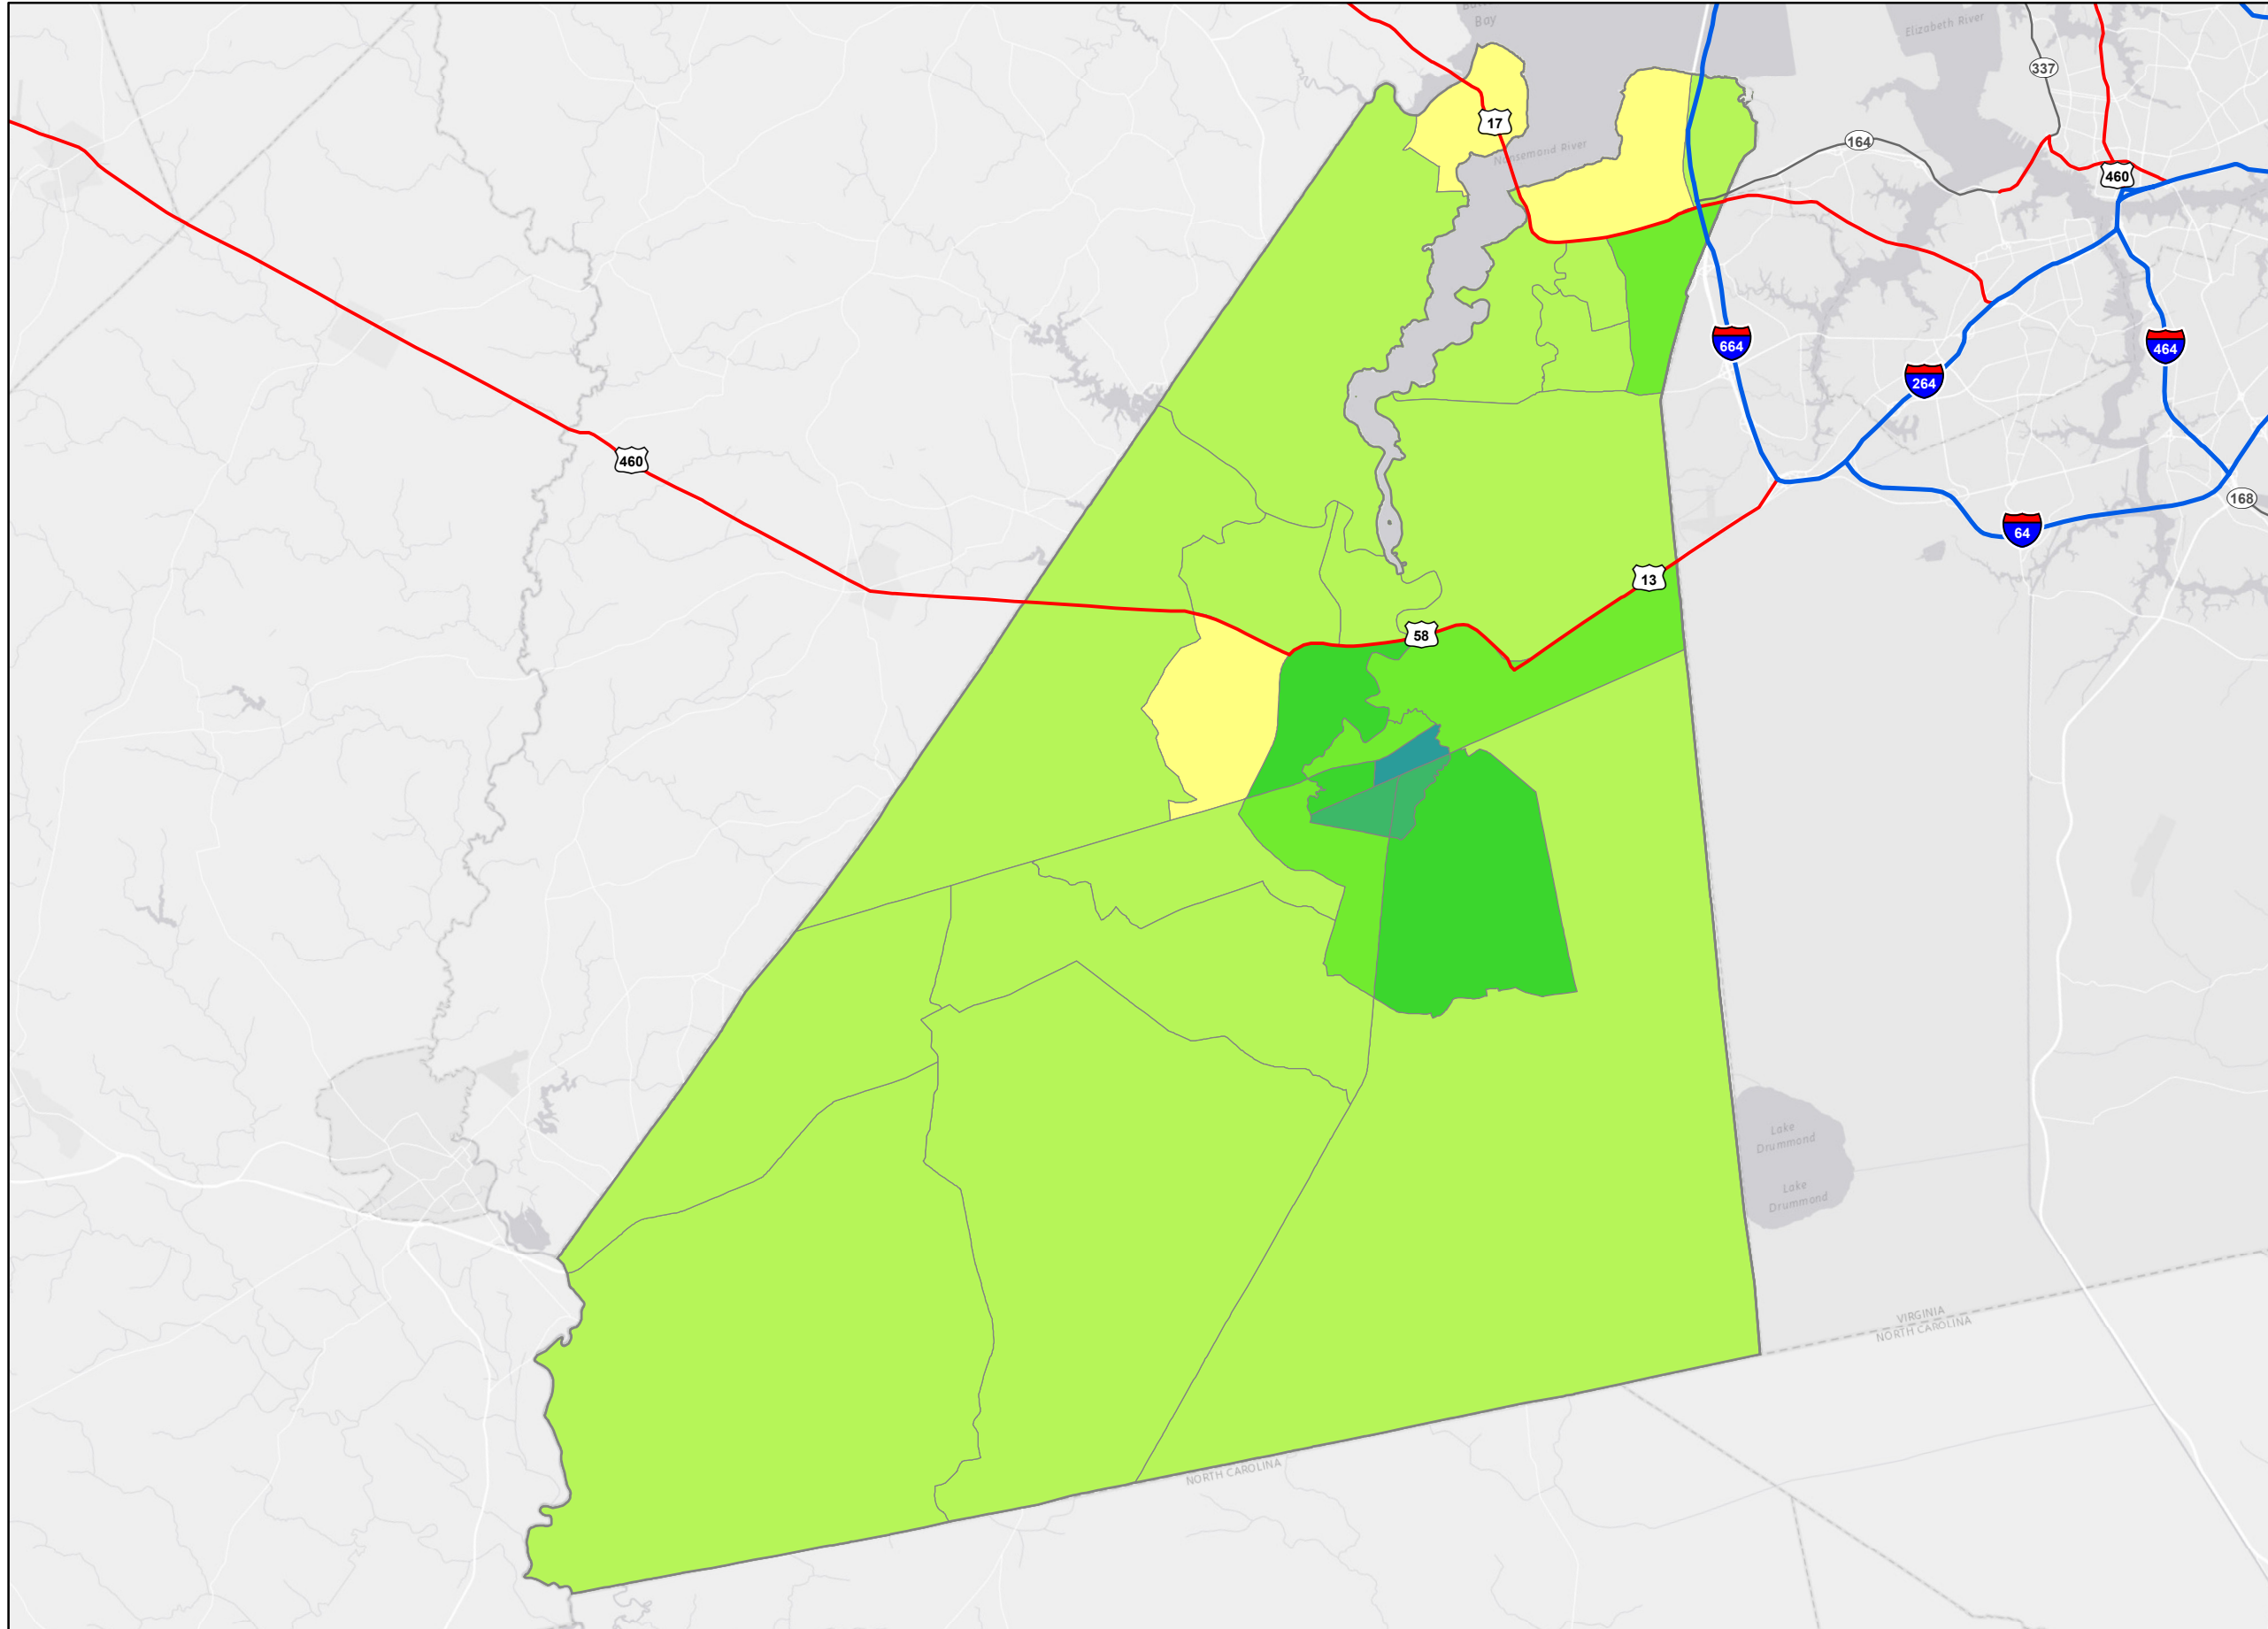 Bay
Elizabeth River
337
17
164
Nansemond River
460
664
464
264
460
168
64
13
58
Lake
Drummond
Lake
Drummond
VIRGINIA
NORTH CAROLINA
NORTH CAROLINA